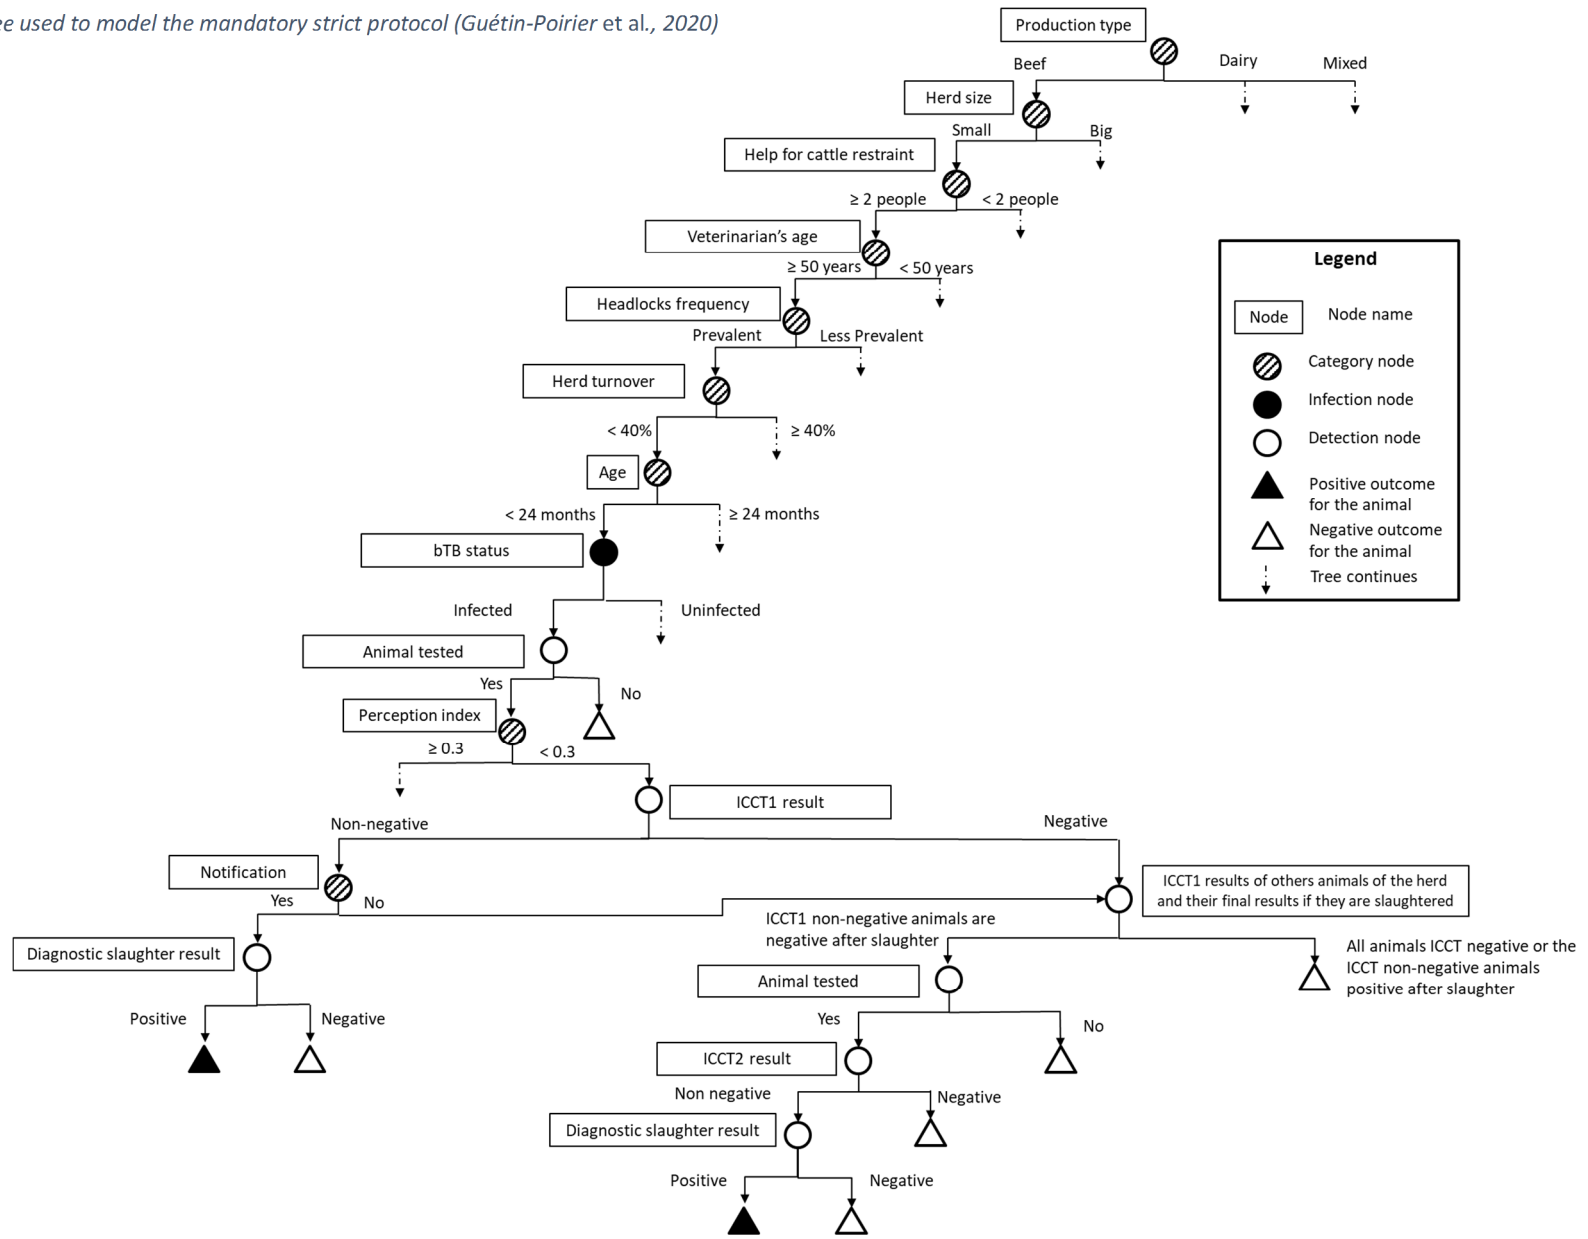 used to model the mandatory strict protocol (Guétin-Poirier et al., 2020)
Production type
Beef
Dairy
Mixed
Herd size
Small
Big
Help for cattle restraint
≥ 2 people
< 2 people
Veterinarian's age
≥ 50 years
< 50 years
Headlocks frequency
Prevalent
Less Prevalent
Herd turnover
< 40%
≥ 40%
Age
< 24 months
≥ 24 months
bTB status
Infected
Uninfected
Animal tested
Yes
No
Perception index
≥ 0.3
< 0.3
ICCT1 result
Non-negative
Negative
Notification
Yes
No
ICCT1 results of others animals of the herd
and their final results if they are slaughtered
Diagnostic slaughter result
Positive
Negative
ICCT1 non-negative animals are
negative after slaughter
All animals ICCT negative or the
ICCT non-negative animals
positive after slaughter
Animal tested
Yes
No
ICCT2 result
Non negative
Negative
Diagnostic slaughter result
Positive
Negative
Legend
Node
Node name
Category node
Infection node
Detection node
Positive outcome
for the animal
Negative outcome
for the animal
Tree continues